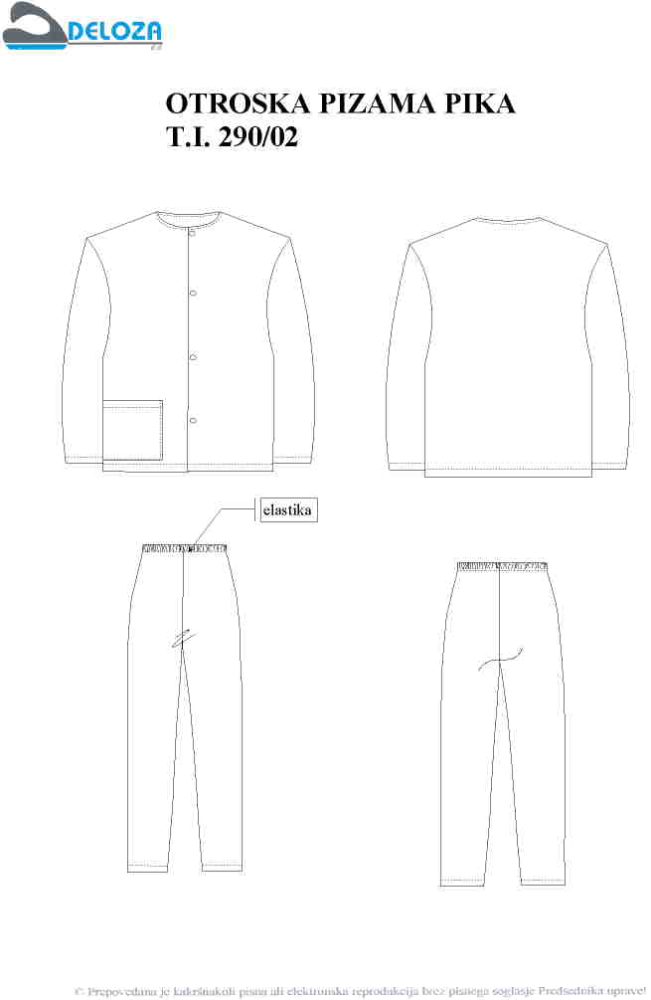 DELOZA
d.d.
OTROSKA PIZAMA PIKA
T.I. 290/02
elastika
© Prepovedana je kakršnakoli pisna ali elektronska reprodukcija brez pisnega soglasje Predsednika uprave!